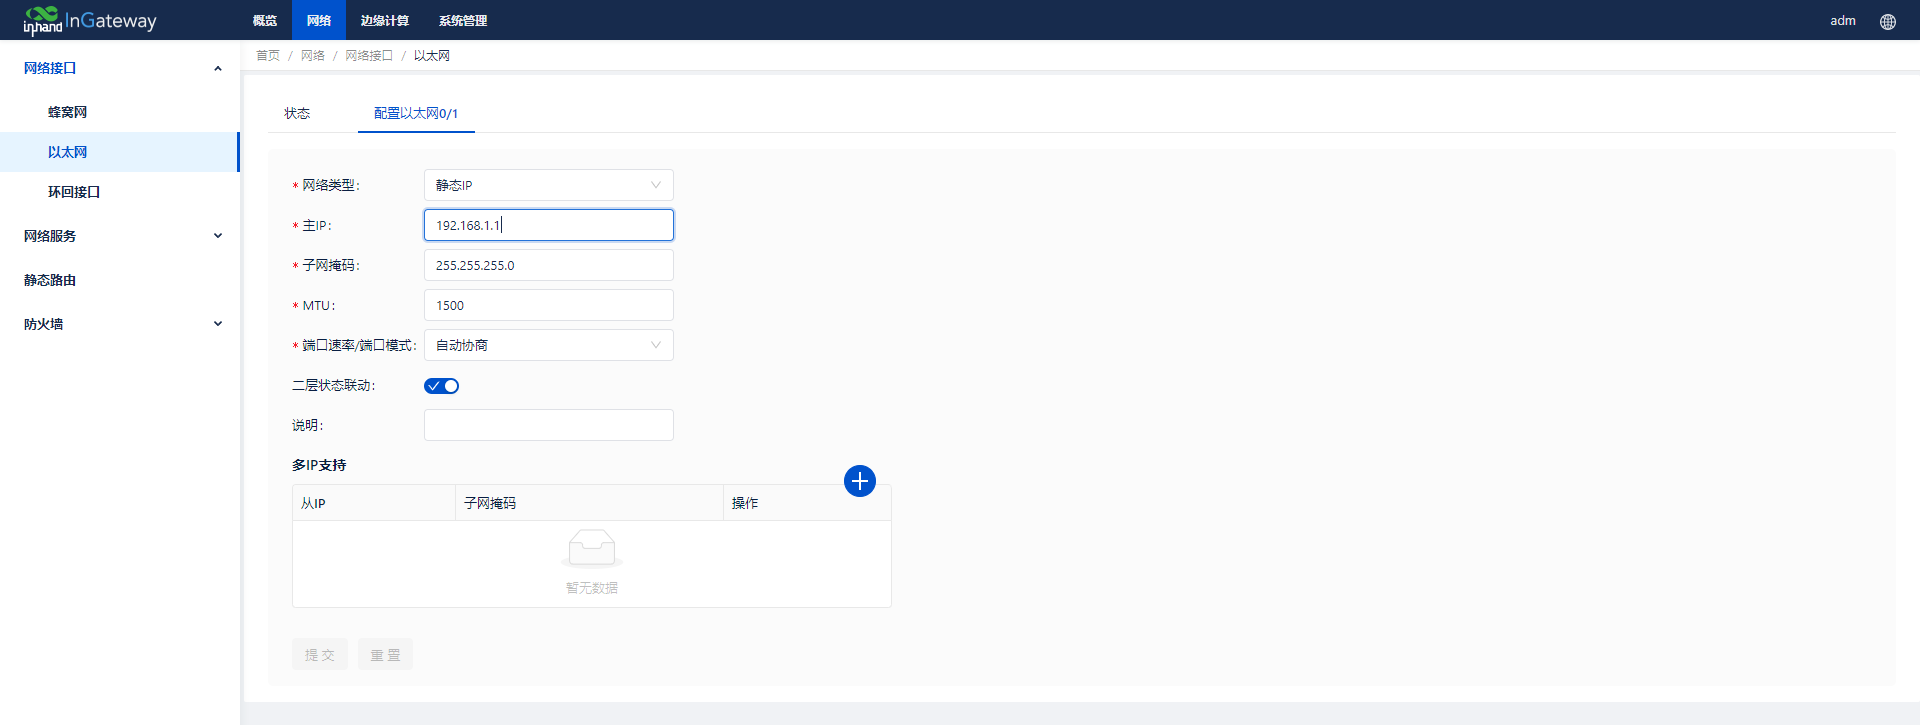 inhand InGateway 概览 网络 边缘计算 系统管理 adm
首页 / 网络 / 网络接口 / 以太网
网络接口
蜂窝网
以太网
环回接口
网络服务
静态路由
防火墙
状态 配置以太网0/1
* 网络类型: 静态IP
* 主IP: 192.168.1.1
* 子网掩码: 255.255.255.0
* MTU: 1500
* 端口速率/端口模式: 自动协商
二层状态联动:
说明:
多IP支持
从IP 子网掩码 操作
暂无数据
提 交 重 置